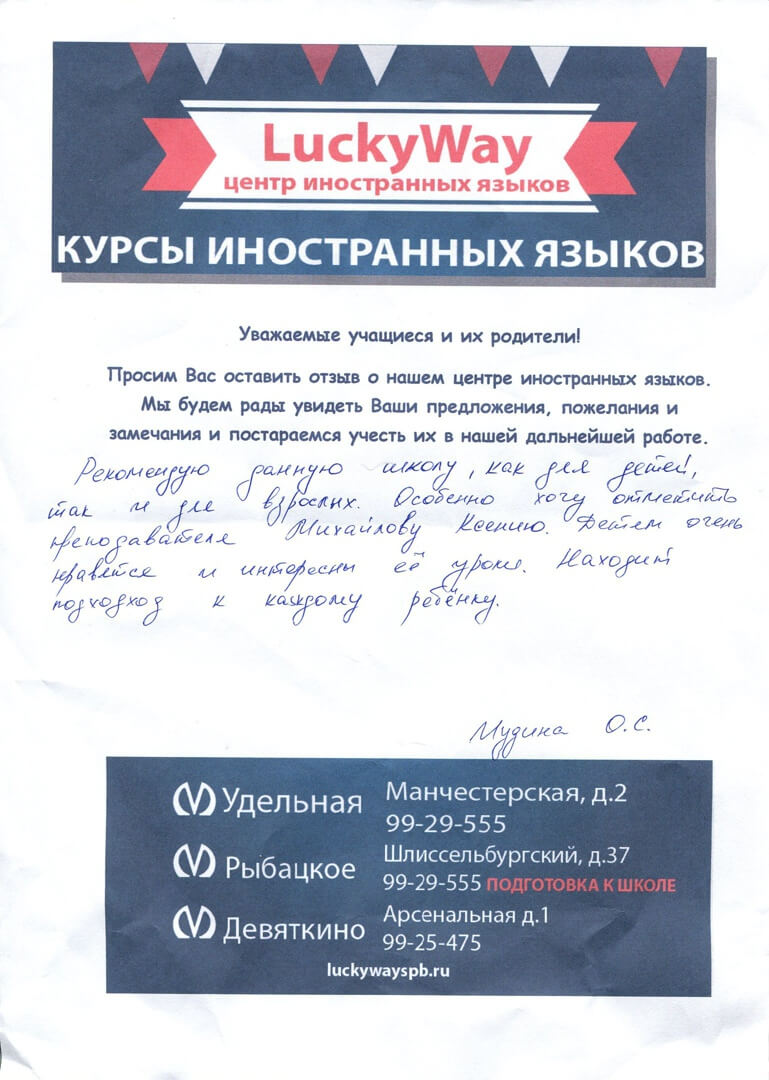 LuckyWay
центр иностранных языков
КУРСЫ ИНОСТРАННЫХ ЯЗЫКОВ
Уважаемые учащиеся и их родители!
Просим Вас оставить отзыв о нашем центре иностранных языков.
Мы будем рады увидеть Ваши предложения, пожелания и
замечания и постараемся учесть их в нашей дальнейшей работе.
Рекомендую данную школу, как для детей,
так и для взрослых. Особенно хочу отметить
преподавателя Михайлову Ксению. Детям очень
нравятся и интересны её уроки. Находит
подходход к каждому ребёнку.
Мудина О.С.
Удельная
Манчестерская, д.2
99-29-555
Рыбацкое
Шлиссельбургский, д.37
99-29-555 ПОДГОТОВКА К ШКОЛЕ
Девяткино
Арсенальная д.1
99-25-475
luckywayspb.ru